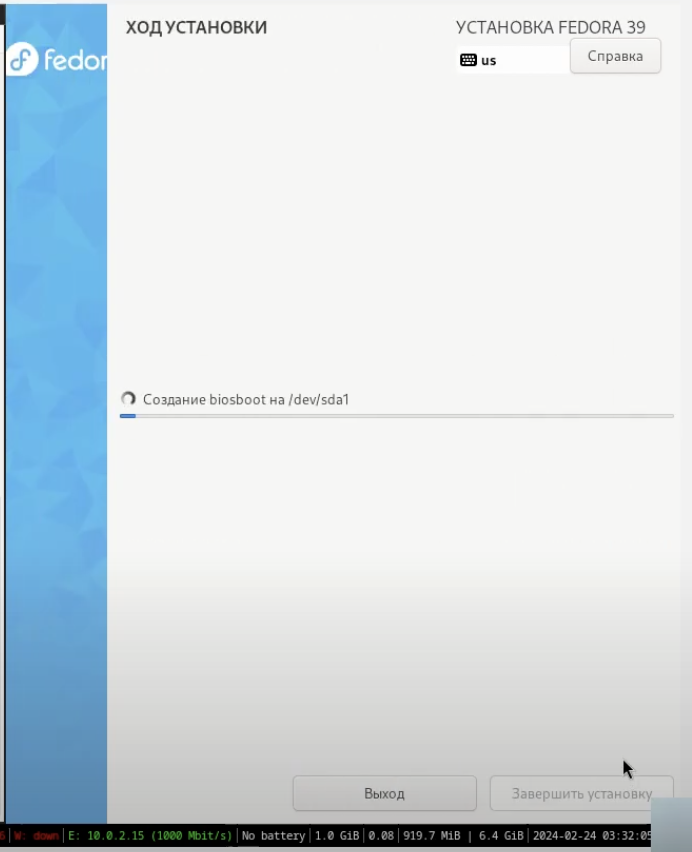 ХОД УСТАНОВКИ
УСТАНОВКА FEDORA 39
us
Справка
fedor
Создание biosboot на /dev/sda1
Выход
Завершить установку
6 | W: down | E: 10.0.2.15 (1000 Mbit/s) | No battery | 1.0 GiB | 0.08 | 919.7 MiB | 6.4 GiB | 2024-02-24 03:32:05